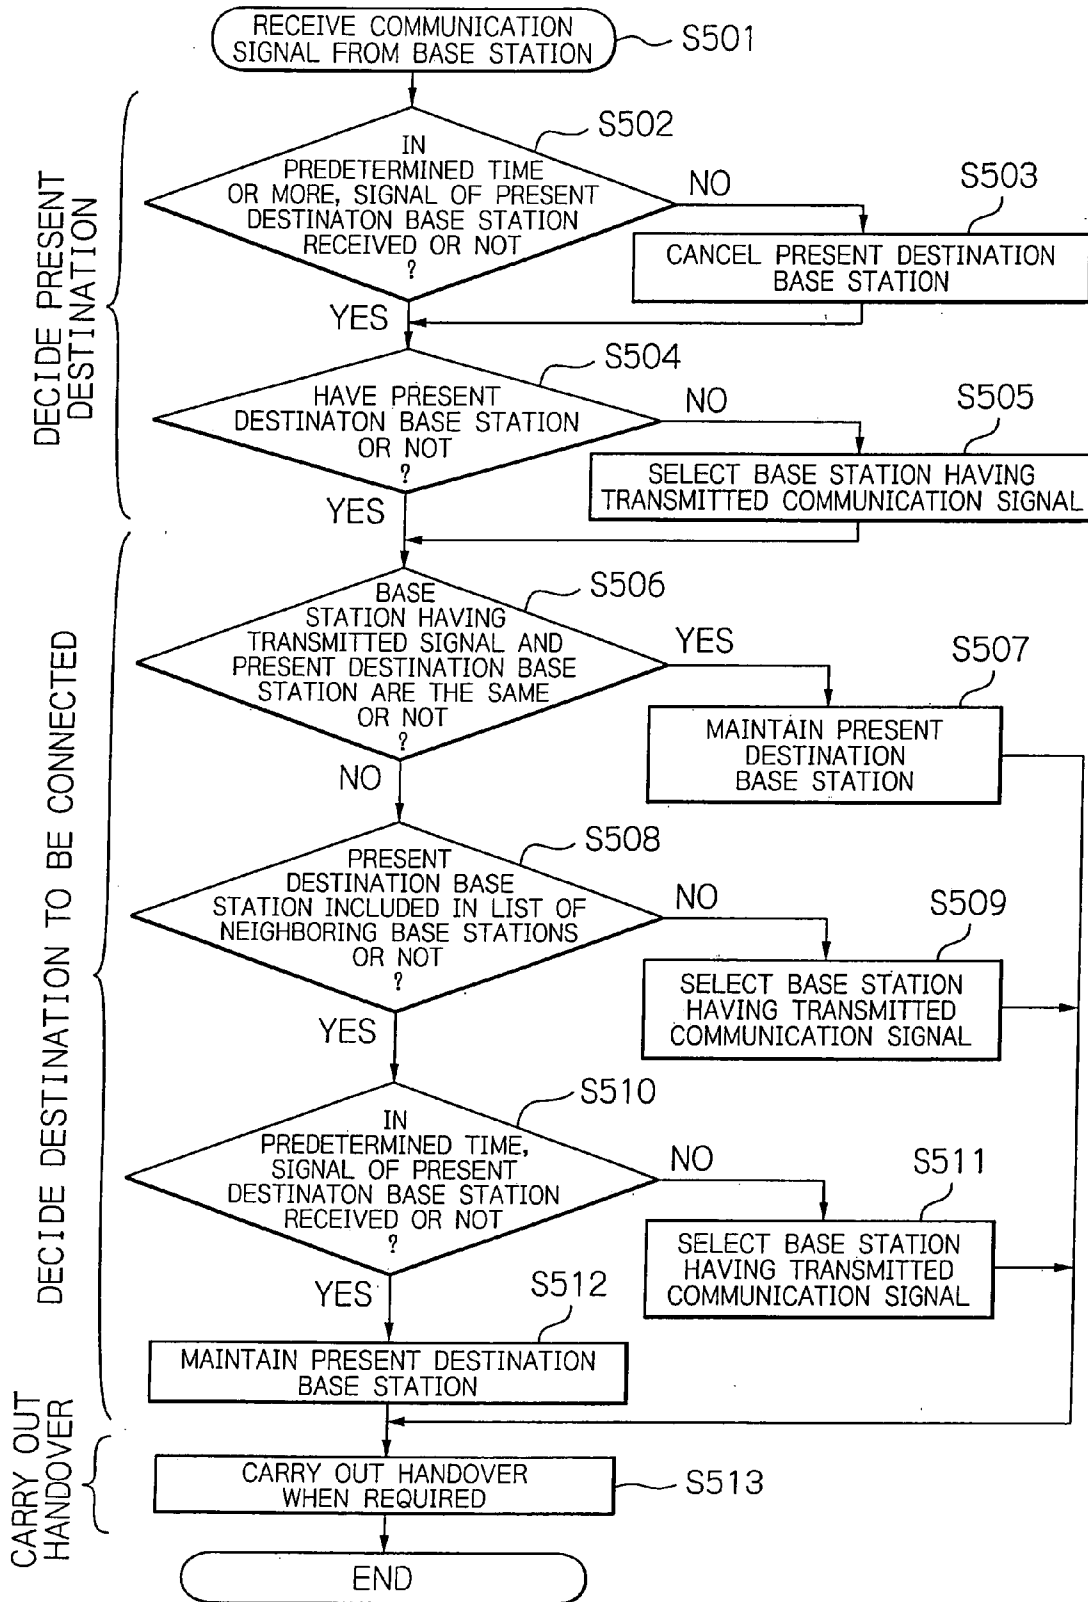 RECEIVE COMMUNICATION
SIGNAL FROM BASE STATION
S501
DECIDE PRESENT
DESTINATION
S502
IN
PREDETERMINED TIME
OR MORE, SIGNAL OF PRESENT
DESTINATON BASE STATION
RECEIVED OR NOT
?
NO
S503
CANCEL PRESENT DESTINATION
BASE STATION
YES
S504
HAVE PRESENT
DESTINATON BASE STATION
OR NOT
?
NO
S505
SELECT BASE STATION HAVING
TRANSMITTED COMMUNICATION SIGNAL
YES
DECIDE DESTINATION TO BE CONNECTED
S506
BASE
STATION HAVING
TRANSMITTED SIGNAL AND
PRESENT DESTINATION BASE
STATION ARE THE SAME
OR NOT
?
YES
S507
MAINTAIN PRESENT
DESTINATION
BASE STATION
NO
S508
PRESENT
DESTINATION BASE
STATION INCLUDED IN LIST OF
NEIGHBORING BASE STATIONS
OR NOT
?
NO
S509
SELECT BASE STATION
HAVING TRANSMITTED
COMMUNICATION SIGNAL
YES
S510
IN
PREDETERMINED TIME,
SIGNAL OF PRESENT
DESTINATON BASE STATION
RECEIVED OR NOT
?
NO
S511
SELECT BASE STATION
HAVING TRANSMITTED
COMMUNICATION SIGNAL
YES
S512
MAINTAIN PRESENT DESTINATION
BASE STATION
CARRY OUT
HANDOVER
CARRY OUT HANDOVER
WHEN REQUIRED
S513
END